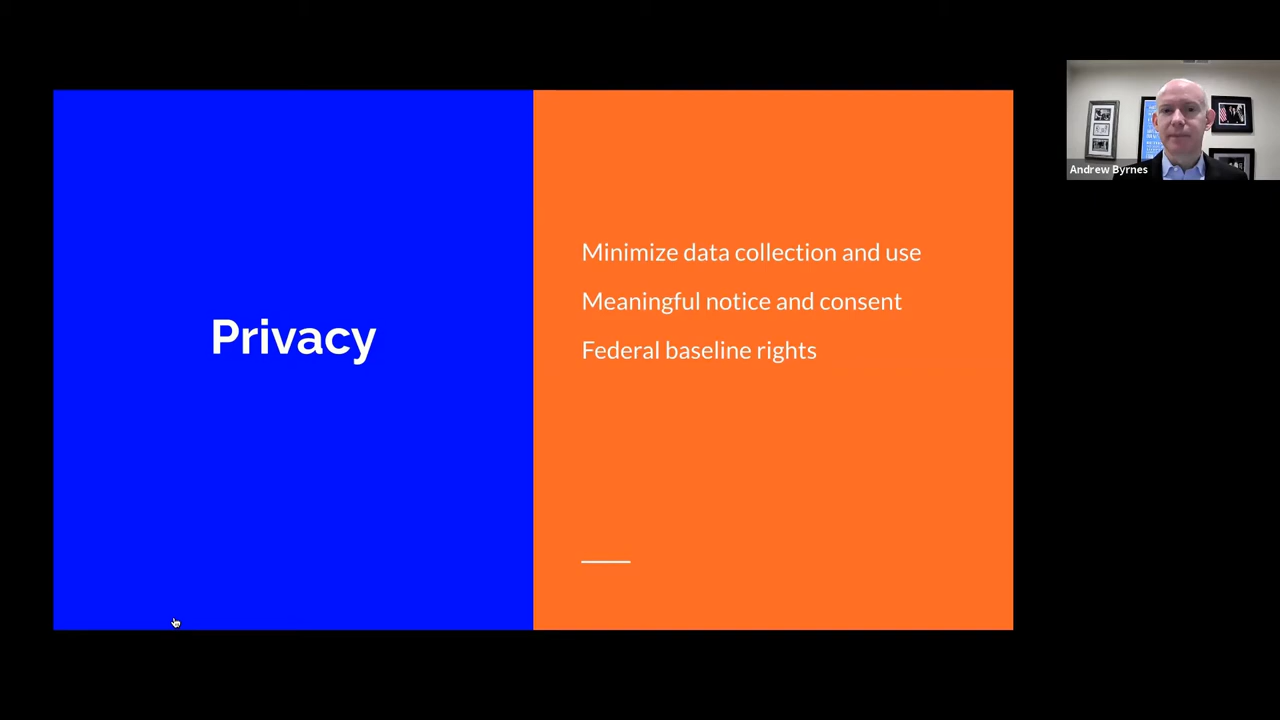 Privacy
Minimize data collection and use
Meaningful notice and consent
Federal baseline rights
Andrew Byrnes